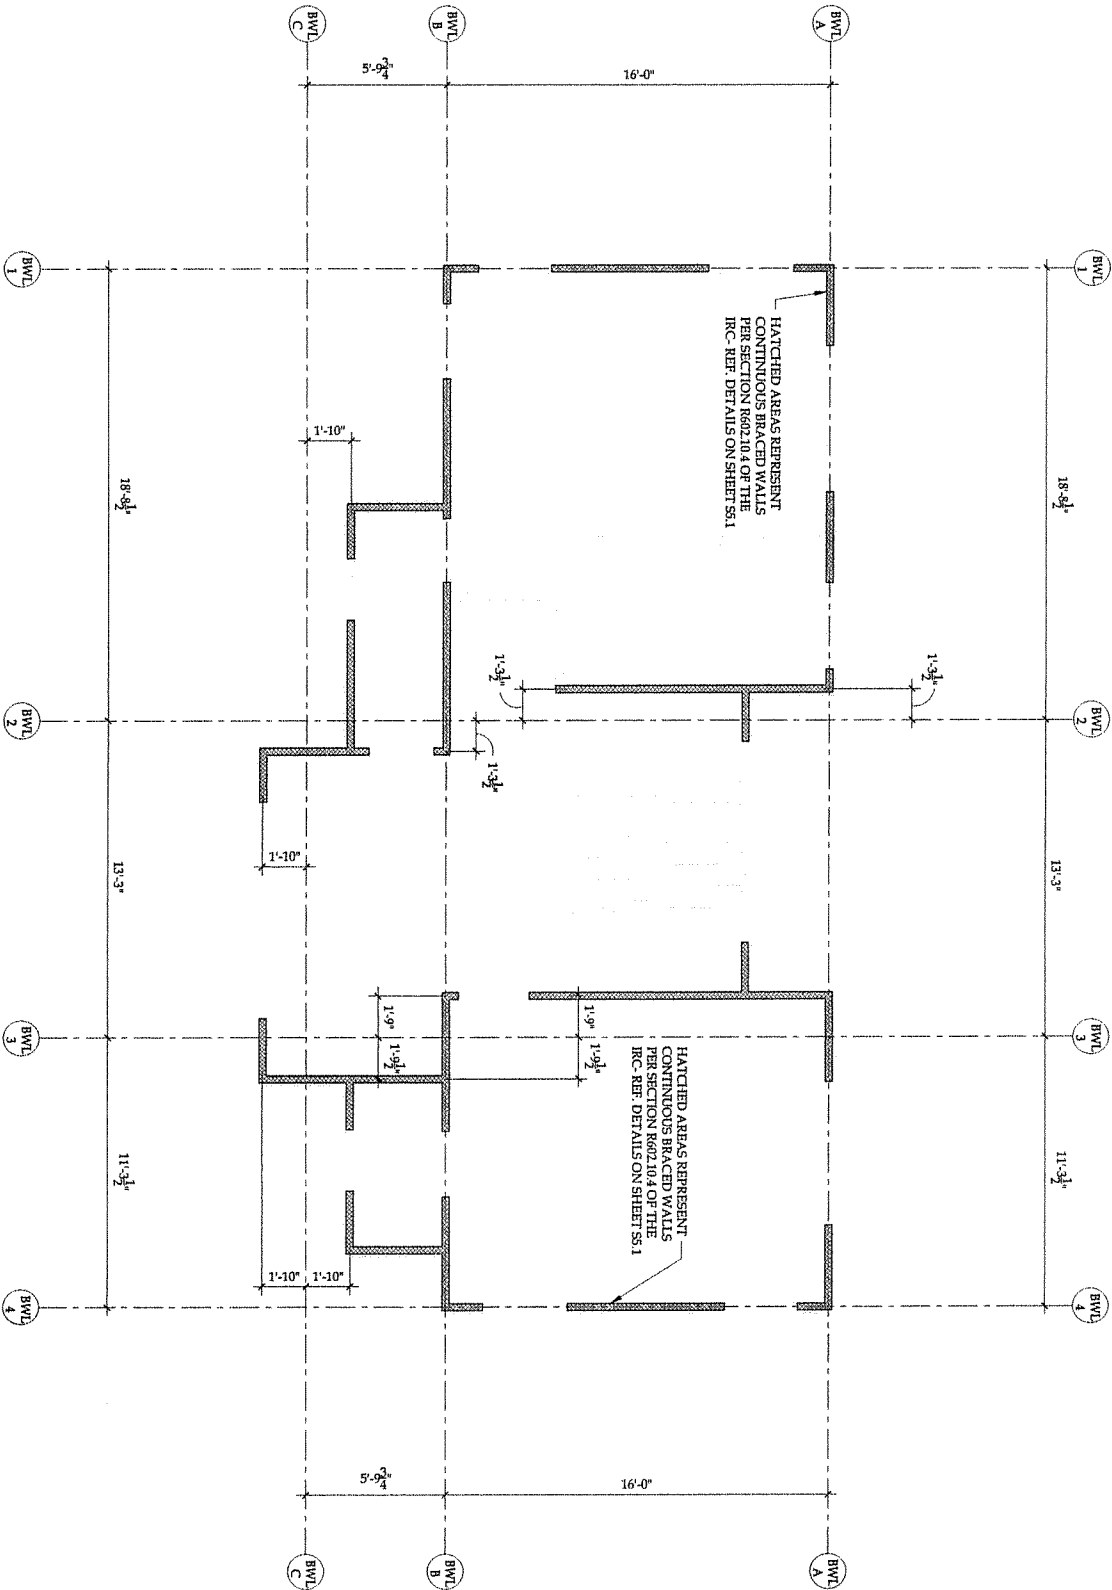 BWL
C
BWL
B
BWL
A
5'-9 3/4"
16'-0"
BWL
1
BWL
1
HATCHED AREAS REPRESENT
CONTINUOUS BRACED WALLS
PER SECTION R602.10.4 OF THE
IRC- REF. DETAILS ON SHEET S5.1
1'-10"
18'-8 1/2"
18'-8 1/2"
1'-3 1/2"
1'-3 1/2"
BWL
2
BWL
2
1'-3 1/2"
1'-10"
13'-3"
13'-3"
1'-9"
1'-9"
BWL
3
BWL
3
1'-9 1/2"
1'-9 1/2"
HATCHED AREAS REPRESENT
CONTINUOUS BRACED WALLS
PER SECTION R602.10.4 OF THE
IRC- REF. DETAILS ON SHEET S5.1
11'-3 1/2"
11'-3 1/2"
1'-10"
1'-10"
BWL
4
BWL
4
5'-9 3/4"
16'-0"
BWL
C
BWL
B
BWL
A